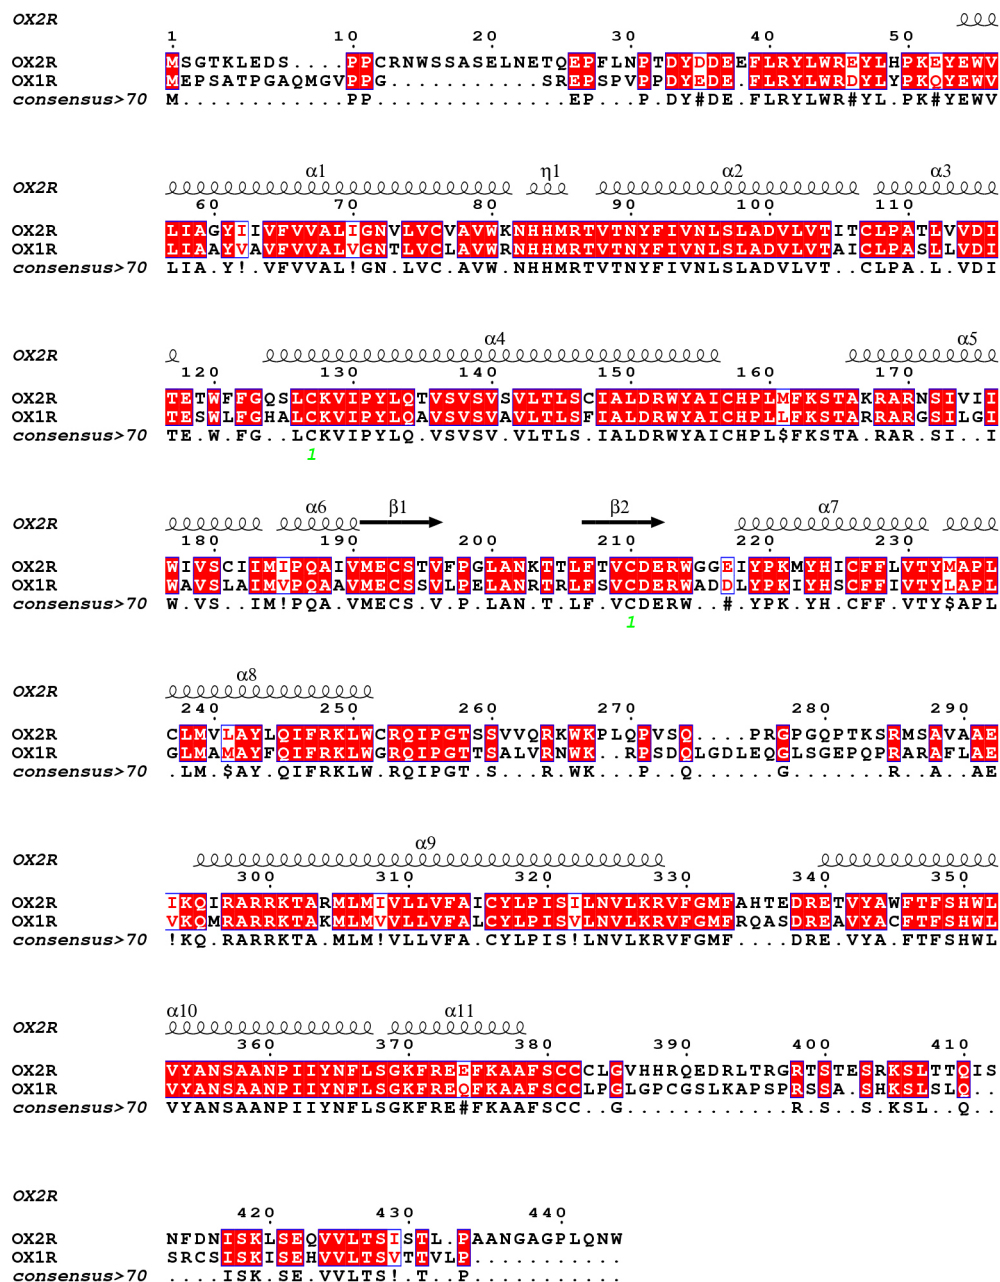 OX2R
1 10 20 30 40 50
OX2R MSGTKLEDS....PPCRNWSSASELNETQEPFLNPTDYDDEEFLRYLWREYLHPKEYEWV
OX1R MEPSATPGAQMGVPPG...........SREPSPVPPDYEDE.FLRYLWRDYLYPKQYEWV
consensus>70 M............PP..............EP...P.DY#DE.FLRYLWR#YL.PK#YEWV
α1 η1 α2 α3
OX2R
60 70 80 90 100 110
OX2R LIAGYIIVFVVALIGNVLVCVAVWKNHHMRTVTNYFIVNLSLADVLVTITCLPATLVVDI
OX1R LIAAYVAVFVVALVGNTLVCLAVWRNHHMRTVTNYFIVNLSLADVLVTAICLPASLLVDI
consensus>70 LIA.Y!.VFVVAL!GN.LVC.AVW.NHHMRTVTNYFIVNLSLADVLVT..CLPA.L.VDI
α4 α5
OX2R
120 130 140 150 160 170
OX2R TETWFFGQSLCKVIPYLQTVSVSVSVLTLSCIALDRWYAICHPLMFKSTAKRARNSIVII
OX1R TESWLFGHALCKVIPYLQAVSVSVAVLTLSFIALDRWYAICHPLLFKSTARRARGSILGI
consensus>70 TE.W.FG..LCKVIPYLQ.VSVSV.VLTLS.IALDRWYAICHPL$FKSTA.RAR.SI..I
1
α6 β1 β2 α7
OX2R
180 190 200 210 220 230
OX2R WIVSCIIMIPQAIVMECSTVFPGLANKTTLFTVCDERWGGEIYPKMYHICFFLVTYMAPL
OX1R WAVSLAIMVPQAAVMECSSVLPELANRTRLFSVCDERWADDLYPKIYHSCFFIVTYLAPL
consensus>70 W.VS..IM!PQA.VMECS.V.P.LAN.T.LF.VCDERW..#.YPK.YH.CFF.VTY$APL
1
α8
OX2R
240 250 260 270 280 290
OX2R CLMVLAYLQIFRKLWCRQIPGTSSVVQRKWKPLQPVSQ....PRGPGQPTKSRMSAVAAE
OX1R GLMAMAYFQIFRKLWGRQIPGTTSALVRNWK..RPSDQLGDLEQGLSGEPQPRARAFLAE
consensus>70 .LM.$AY.QIFRKLW.RQIPGT.S...R.WK...P..Q......G.......R..A..AE
α9
OX2R
300 310 320 330 340 350
OX2R IKQIRARRKTARMLMIVLLVFAICYLPISILNVLKRVFGMFAHTEDRETVYAWFTFSHWL
OX1R VKQMRARRKTAKMLMVVLLVFALCYLPISVLNVLKRVFGMFRQASDREAVYACFTFSHWL
consensus>70 !KQ.RARRKTA.MLM!VLLVFA.CYLPIS!LNVLKRVFGMF....DRE.VYA.FTFSHWL
α10 α11
OX2R
360 370 380 390 400 410
OX2R VYANSAANPIIYNFLSGKFREEFKAAFSCCCLGVHHRQEDRLTRGRTSTESRKSLTTQIS
OX1R VYANSAANPIIYNFLSGKFREQFKAAFSCCLPGLGPCGSLKAPSPRSSA.SHKSLSLQ..
consensus>70 VYANSAANPIIYNFLSGKFRE#FKAAFSCC..G............R.S..S.KSL..Q..
OX2R
420 430 440
OX2R NFDNISKLSEQVVLTSISTL.PAANGAGPLQNW
OX1R SRCSISKISEHVVLTSVTTVLP...........
consensus>70 ....ISK.SE.VVLTS!.T..P...........